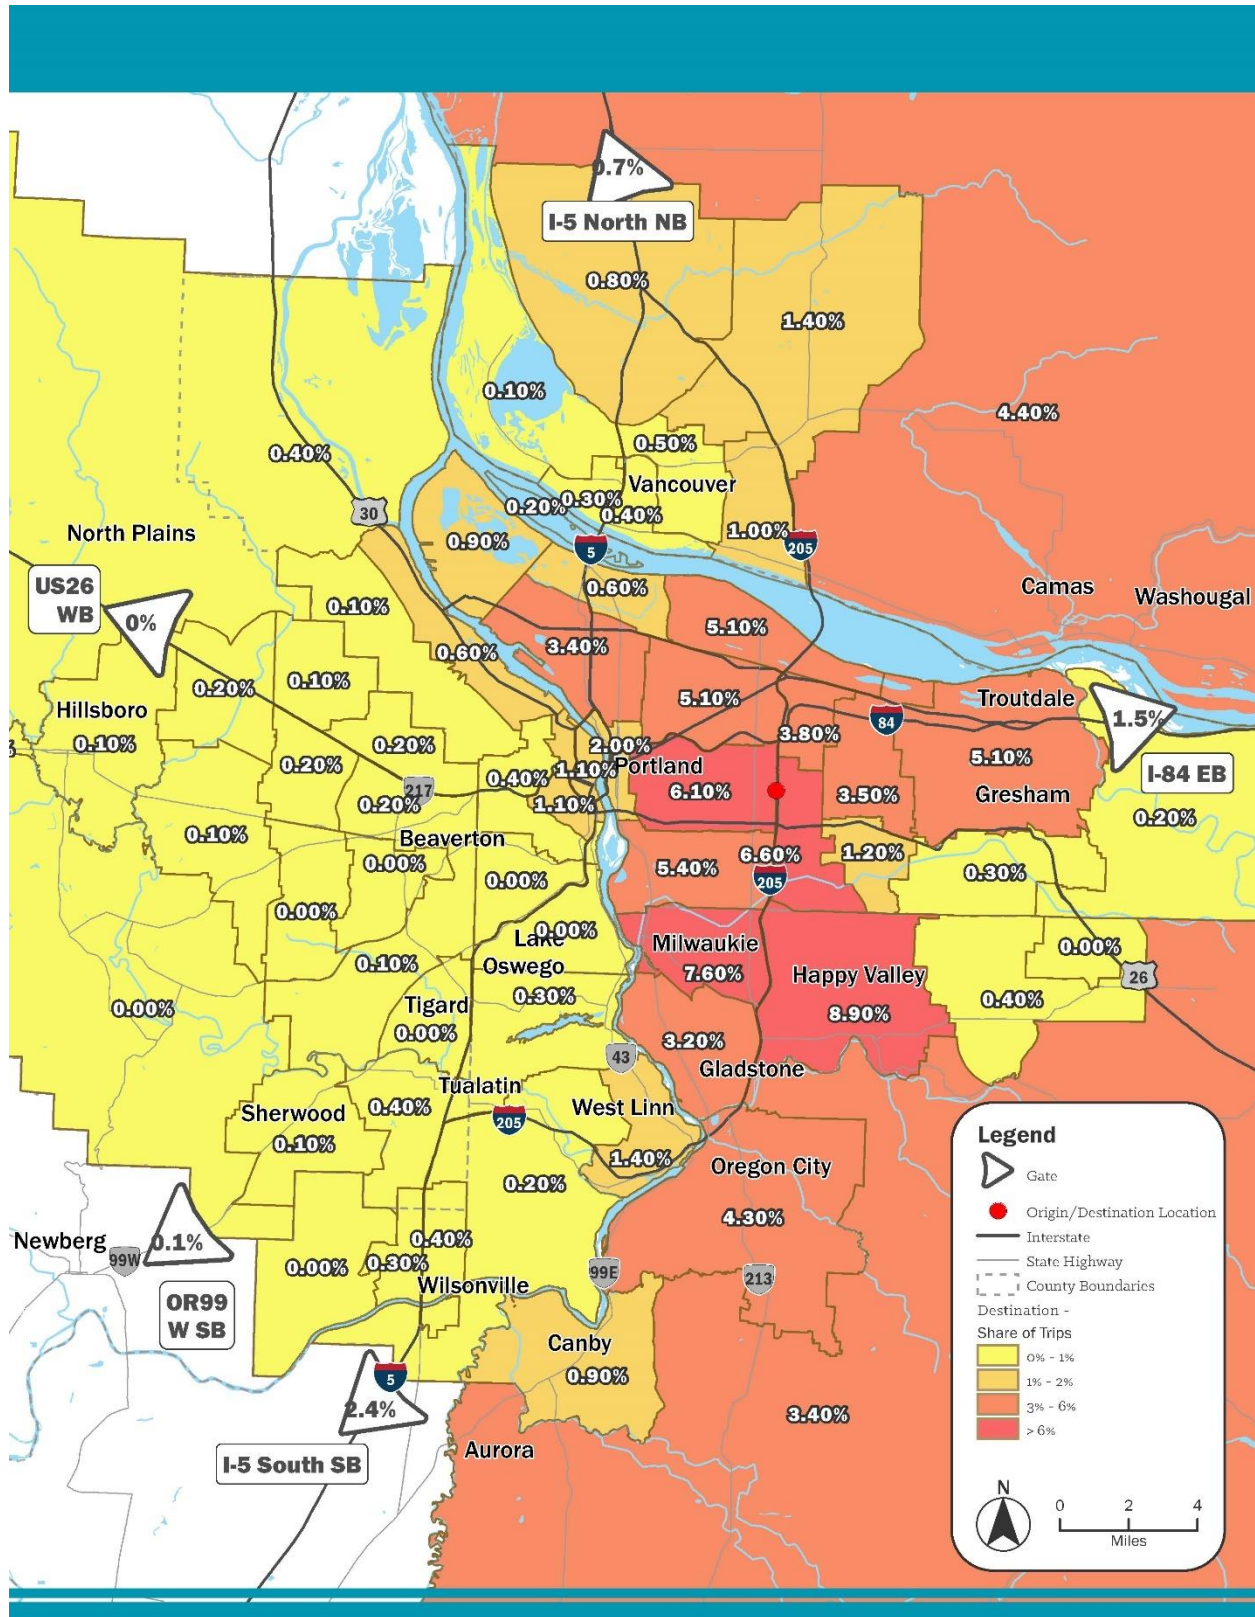 0.7%
I-5 North NB
0.80%
1.40%
0.10%
4.40%
0.50%
0.40%
Vancouver
0.20%
0.30%
0.40%
30
North Plains
0.90%
1.00%
5
205
US26
WB
0%
0.10%
0.60%
Camas
Washougal
5.10%
3.40%
0.60%
0.10%
0.20%
5.10%
Troutdale
Hillsboro
0.10%
1.5%
84
0.20%
2.00%
3.80%
5.10%
I-84 EB
0.20%
0.40%
1.10%
Portland
217
0.20%
1.10%
6.10%
3.50%
Gresham
0.20%
0.10%
Beaverton
0.00%
6.60%
1.20%
5.40%
0.30%
0.00%
205
0.00%
0.00%
Lake
Oswego
Milwaukie
7.60%
0.00%
0.10%
Happy Valley
26
0.30%
0.40%
Tigard
0.00%
0.00%
8.90%
3.20%
43
Gladstone
Tualatin
0.40%
West Linn
Sherwood
0.10%
205
1.40%
Oregon City
0.20%
4.30%
Newberg
99W
0.1%
0.40%
0.30%
0.00%
Wilsonville
99E
213
OR99
W SB
Canby
0.90%
5
2.4%
3.40%
Aurora
I-5 South SB
Legend
Gate
Origin/Destination Location
Interstate
State Highway
County Boundaries
Destination -
Share of Trips
0% - 1%
1% - 2%
3% - 6%
> 6%
N
0 2 4
Miles